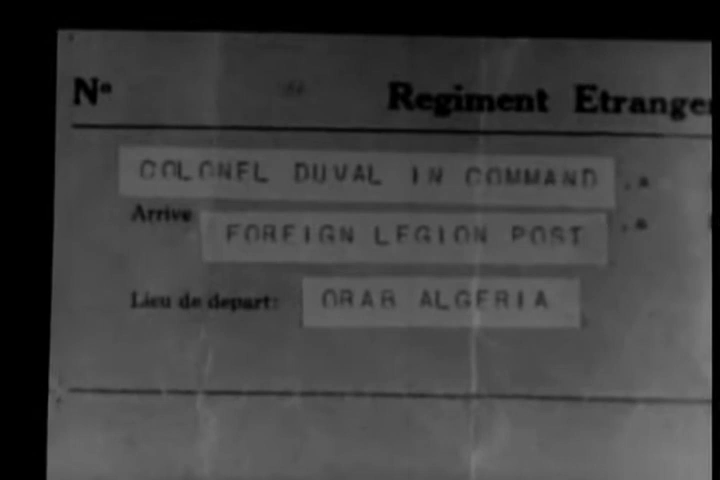 Nº Regiment Etranger
COLONEL DUVAL IN COMMAND
Arrive
FOREIGN LEGION POST
Lieu de depart: ORAB ALGERIA